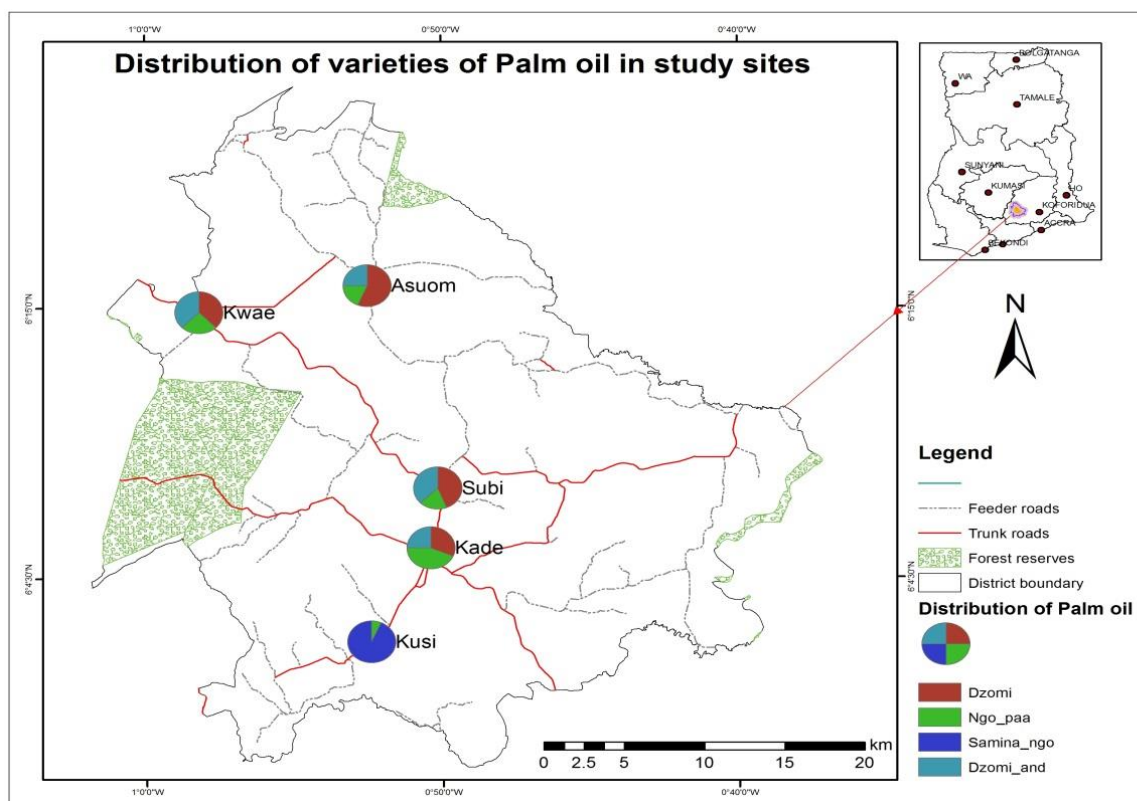 1°0'0"W
0°50'0"W
0°40'0"W
Distribution of varieties of Palm oil in study sites
BOLGATANGA
WA
TAMALE
SUNYANI
KUMASI
HO
KOFORIDUA
ACCRA
6°15'0"N
6°15'0"N
Asuom
Kwae
N
Subi
Kade
Kusi
6°4'30"N
6°4'30"N
Legend
Feeder roads
Trunk roads
Forest reserves
District boundary
Distribution of Palm oil
Dzomi
Ngo_paa
Samina_ngo
Dzomi_and
km
0 2.5 5 10 15 20
1°0'0"W
0°50'0"W
0°40'0"W